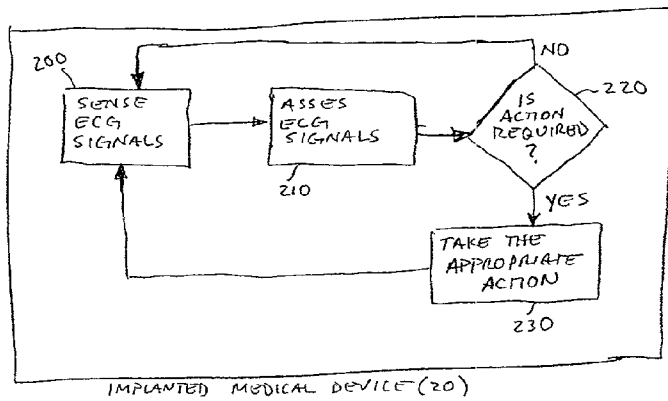 NO
200
220
SENSE
ECG
SIGNALS
ASSES
ECG
SIGNALS
IS
ACTION
REQUIRED
?
210
YES
TAKE THE
APPROPRIATE
ACTION
230
IMPLANTED MEDICAL DEVICE (20)